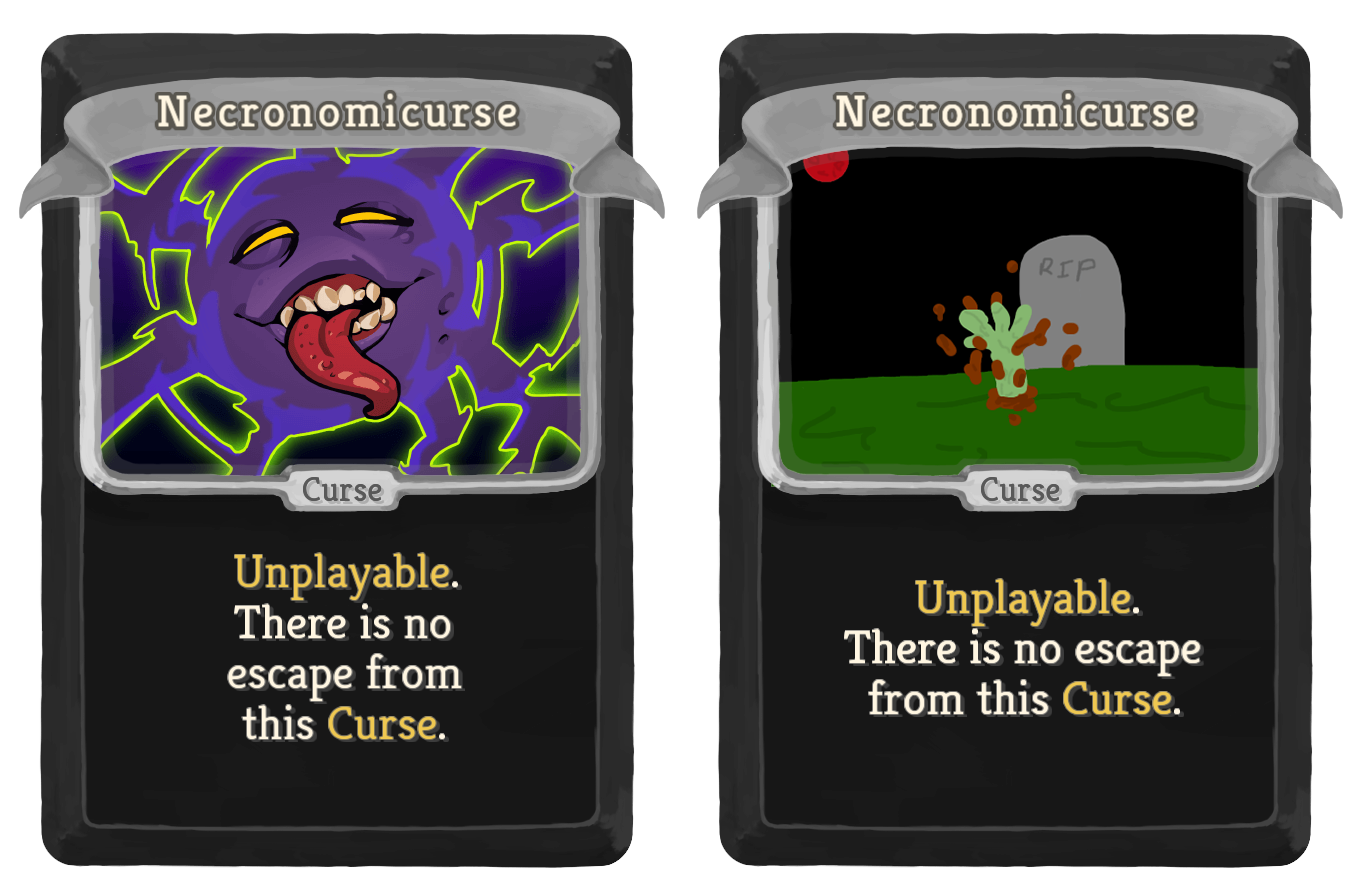 Necronomicurse
Curse
Unplayable.
There is no
escape from
this Curse.
Necronomicurse
RIP
Curse
Unplayable.
There is no escape
from this Curse.